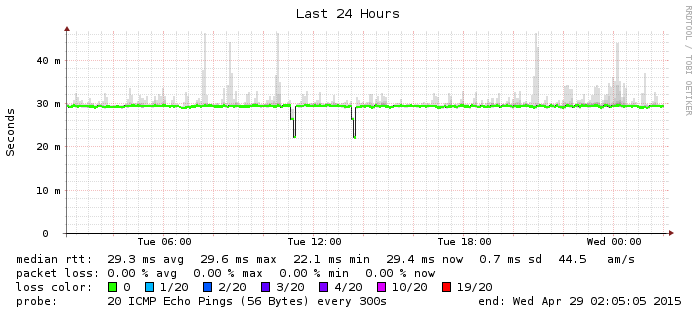 Last 24 Hours
RRDTOOL / TOBI OETIKER
Seconds
40 m
30 m
20 m
10 m
0
Tue 06:00 Tue 12:00 Tue 18:00 Wed 00:00
median rtt: 29.3 ms avg 29.6 ms max 22.1 ms min 29.4 ms now 0.7 ms sd 44.5 am/s
packet loss: 0.00 % avg 0.00 % max 0.00 % min 0.00 % now
loss color: 0 1/20 2/20 3/20 4/20 10/20 19/20
probe: 20 ICMP Echo Pings (56 Bytes) every 300s end: Wed Apr 29 02:05:05 2015